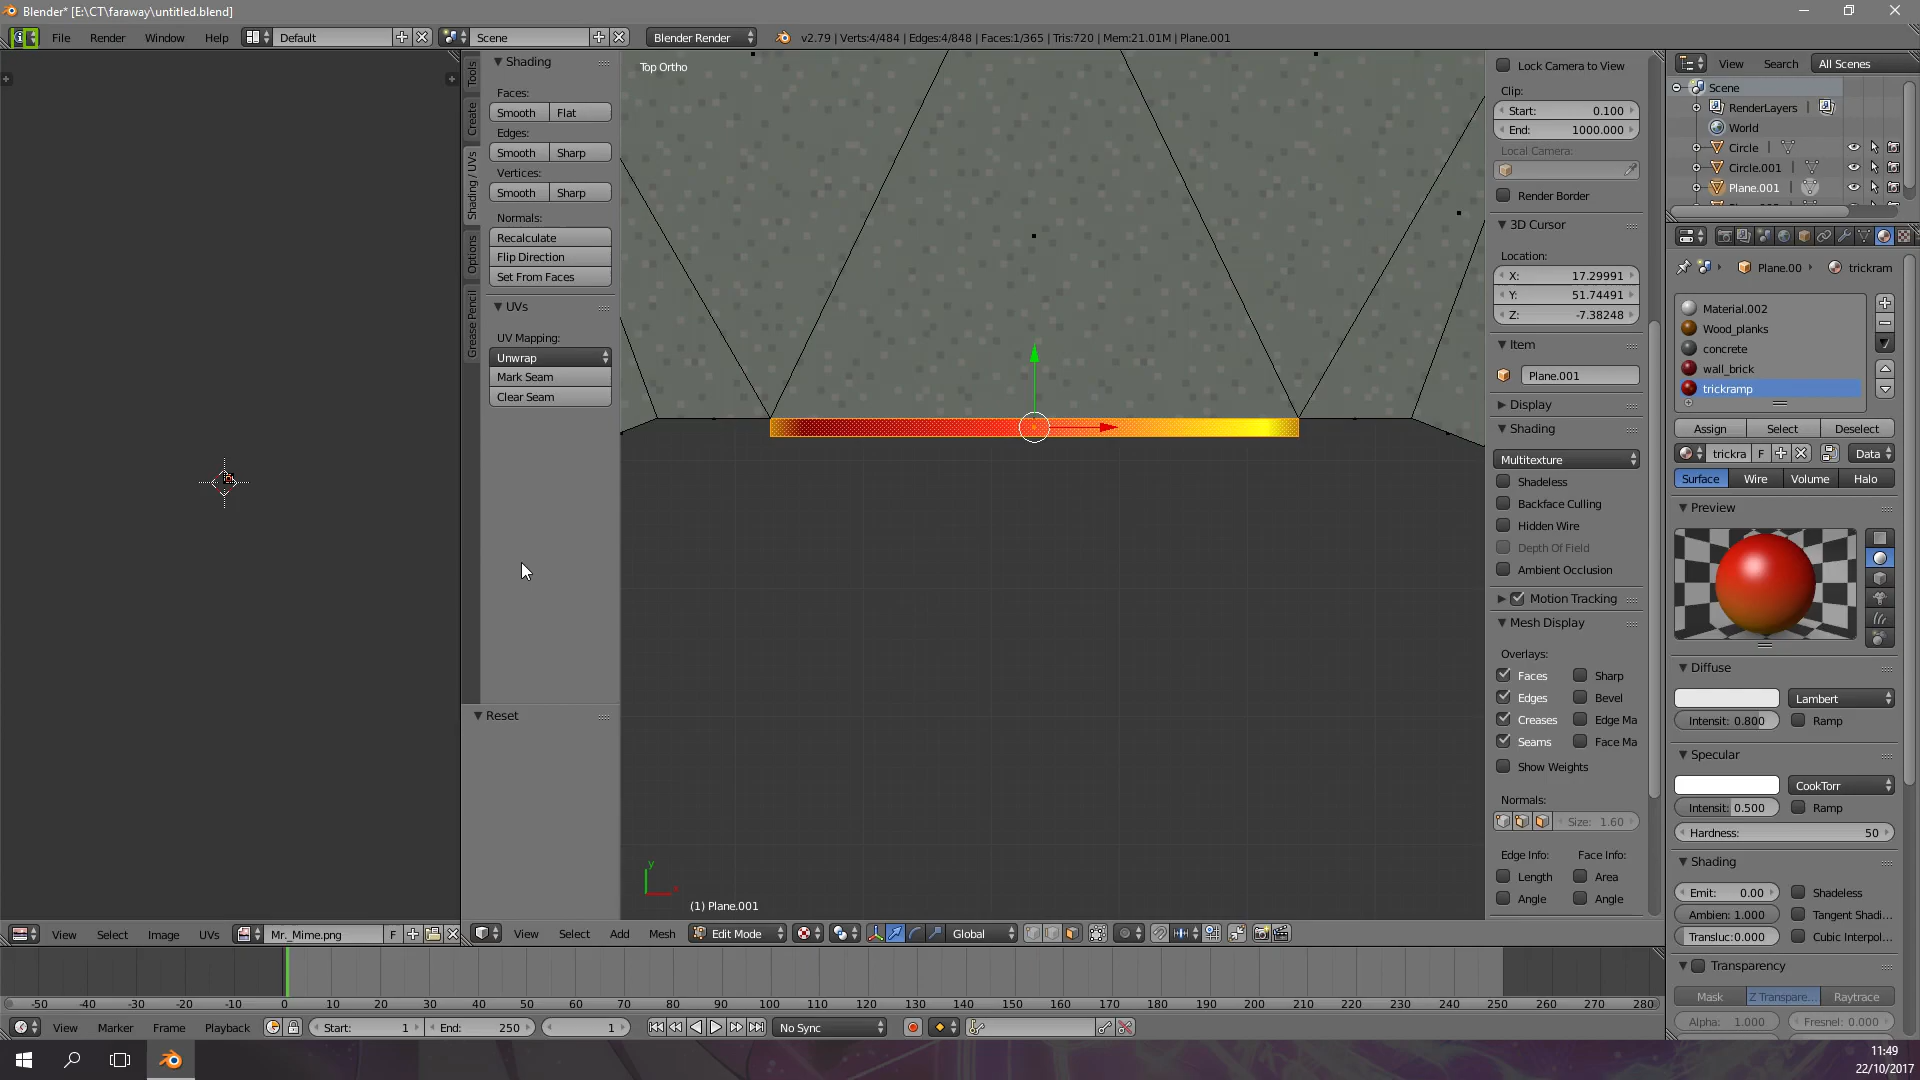 Blender* [E:\CT\faraway\untitled.blend]
File Render Window Help Default Scene Blender Render v2.79 | Verts:4/484 | Edges:4/848 | Faces:1/365 | Tris:720 | Mem:21.01M | Plane.001
Tools
Create
Shading / UVs
Options
Grease Pencil
Shading
Faces:
Smooth Flat
Edges:
Smooth Sharp
Vertices:
Smooth Sharp
Normals:
Recalculate
Flip Direction
Set From Faces
UVs
UV Mapping:
Unwrap
Mark Seam
Clear Seam
Reset
Top Ortho
y
(1) Plane.001
Lock Camera to View
Clip:
Start: 0.100
End: 1000.000
Local Camera:
Render Border
3D Cursor
Location:
X: 17.29991
Y: 51.74491
Z: -7.38248
Item
Plane.001
Display
Shading
Multitexture
Shadeless
Backface Culling
Hidden Wire
Depth Of Field
Ambient Occlusion
Motion Tracking
Mesh Display
Overlays:
Faces Sharp
Edges Bevel
Creases Edge Ma
Seams Face Ma
Show Weights
Normals:
Size: 1.60
Edge Info: Face Info:
Length Area
Angle Angle
View Search All Scenes
Scene
RenderLayers
World
Circle
Circle.001
Plane.001
Plane.00 trickram
Material.002
Wood_planks
concrete
wall_brick
trickramp
Assign Select Deselect
trickra F Data
Surface Wire Volume Halo
Preview
Diffuse
Lambert
Intensit: 0.800 Ramp
Specular
CookTorr
Intensit: 0.500 Ramp
Hardness: 50
Shading
Emit: 0.00 Shadeless
Ambien: 1.000 Tangent Shadi...
Transluc:0.000 Cubic Interpol...
Transparency
Mask Z Transpare... Raytrace
Alpha: 1.000 Fresnel: 0.000
View Select Image UVs Mr._Mime.png F
View Select Add Mesh Edit Mode Global
-50 -40 -30 -20 -10 0 10 20 30 40 50 60 70 80 90 100 110 120 130 140 150 160 170 180 190 200 210 220 230 240 250 260 270 280
View Marker Frame Playback Start: 1 End: 250 1 No Sync
11:49
22/10/2017